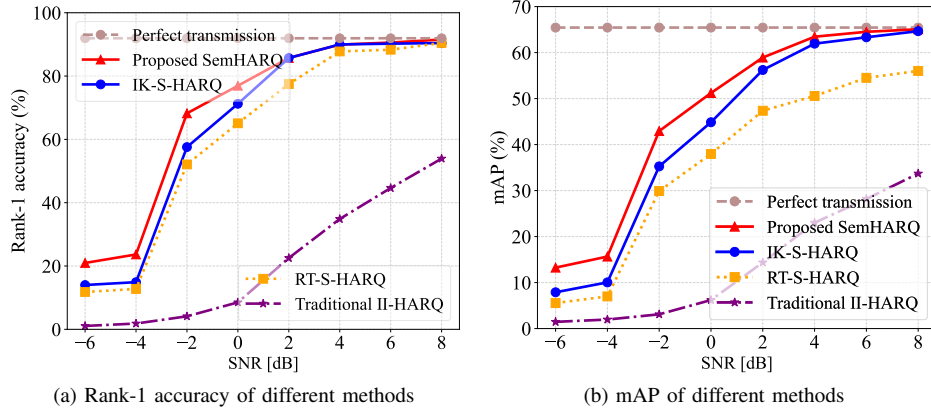 100
80
60
40
20
0
Rank-1 accuracy (%)
Perfect transmission
Proposed SemHARQ
IK-S-HARQ
RT-S-HARQ
Traditional II-HARQ
−6 −4 −2 0 2 4 6 8
SNR [dB]
(a) Rank-1 accuracy of different methods
70
60
50
40
30
20
10
0
mAP (%)
Perfect transmission
Proposed SemHARQ
IK-S-HARQ
RT-S-HARQ
Traditional II-HARQ
−6 −4 −2 0 2 4 6 8
SNR [dB]
(b) mAP of different methods